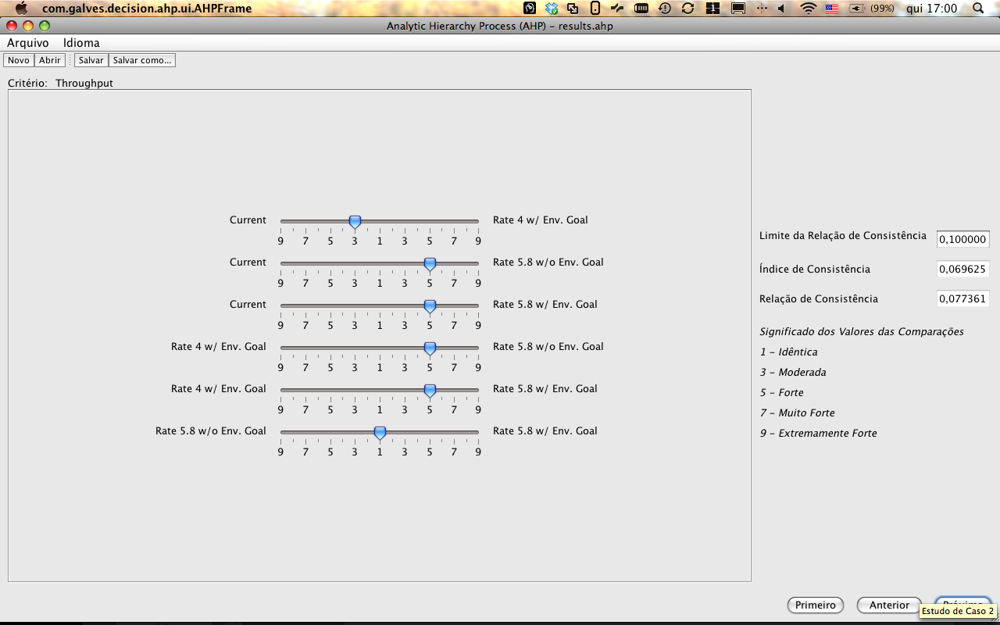 com.galves.decision.ahp.ui.AHPFrame (99%) qui 17:00
Analytic Hierarchy Process (AHP) – results.ahp
Arquivo Idioma
Novo Abrir Salvar Salvar como...
Critério: Throughput
Current Rate 4 w/ Env. Goal
9 7 5 3 1 3 5 7 9
Current Rate 5.8 w/o Env. Goal
9 7 5 3 1 3 5 7 9
Current Rate 5.8 w/ Env. Goal
9 7 5 3 1 3 5 7 9
Rate 4 w/ Env. Goal Rate 5.8 w/o Env. Goal
9 7 5 3 1 3 5 7 9
Rate 4 w/ Env. Goal Rate 5.8 w/ Env. Goal
9 7 5 3 1 3 5 7 9
Rate 5.8 w/o Env. Goal Rate 5.8 w/ Env. Goal
9 7 5 3 1 3 5 7 9
Limite da Relação de Consistência 0,100000
Índice de Consistência 0,069625
Relação de Consistência 0,077361
Significado dos Valores das Comparações
1 – Idêntica
3 – Moderada
5 – Forte
7 – Muito Forte
9 – Extremamente Forte
Primeiro Anterior
Estudo de Caso 2